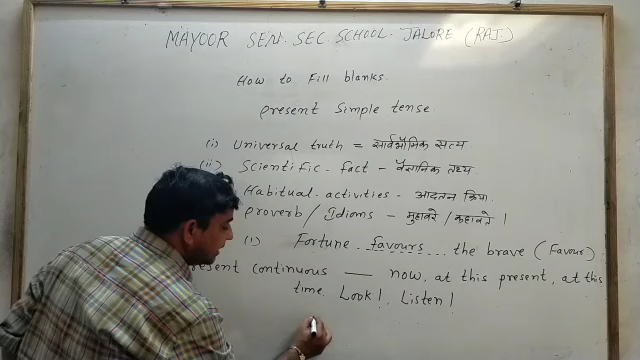 MAYOOR SEN. SEC. SCHOOL. JALORE (RAJ.)
How to Fill blanks.
present Simple tense
(i) Universal truth = सार्वभौमिक सत्य
(ii) Scientific - fact - वैज्ञानिक तथ्य.
Habitual - activities - आदतन क्रिया.
proverb / Idioms - मुहावरे / कहावते ।
(1) Fortune favours the brave (Favour)
resent continuous — now, at this present, at this
time. Look!, Listen!